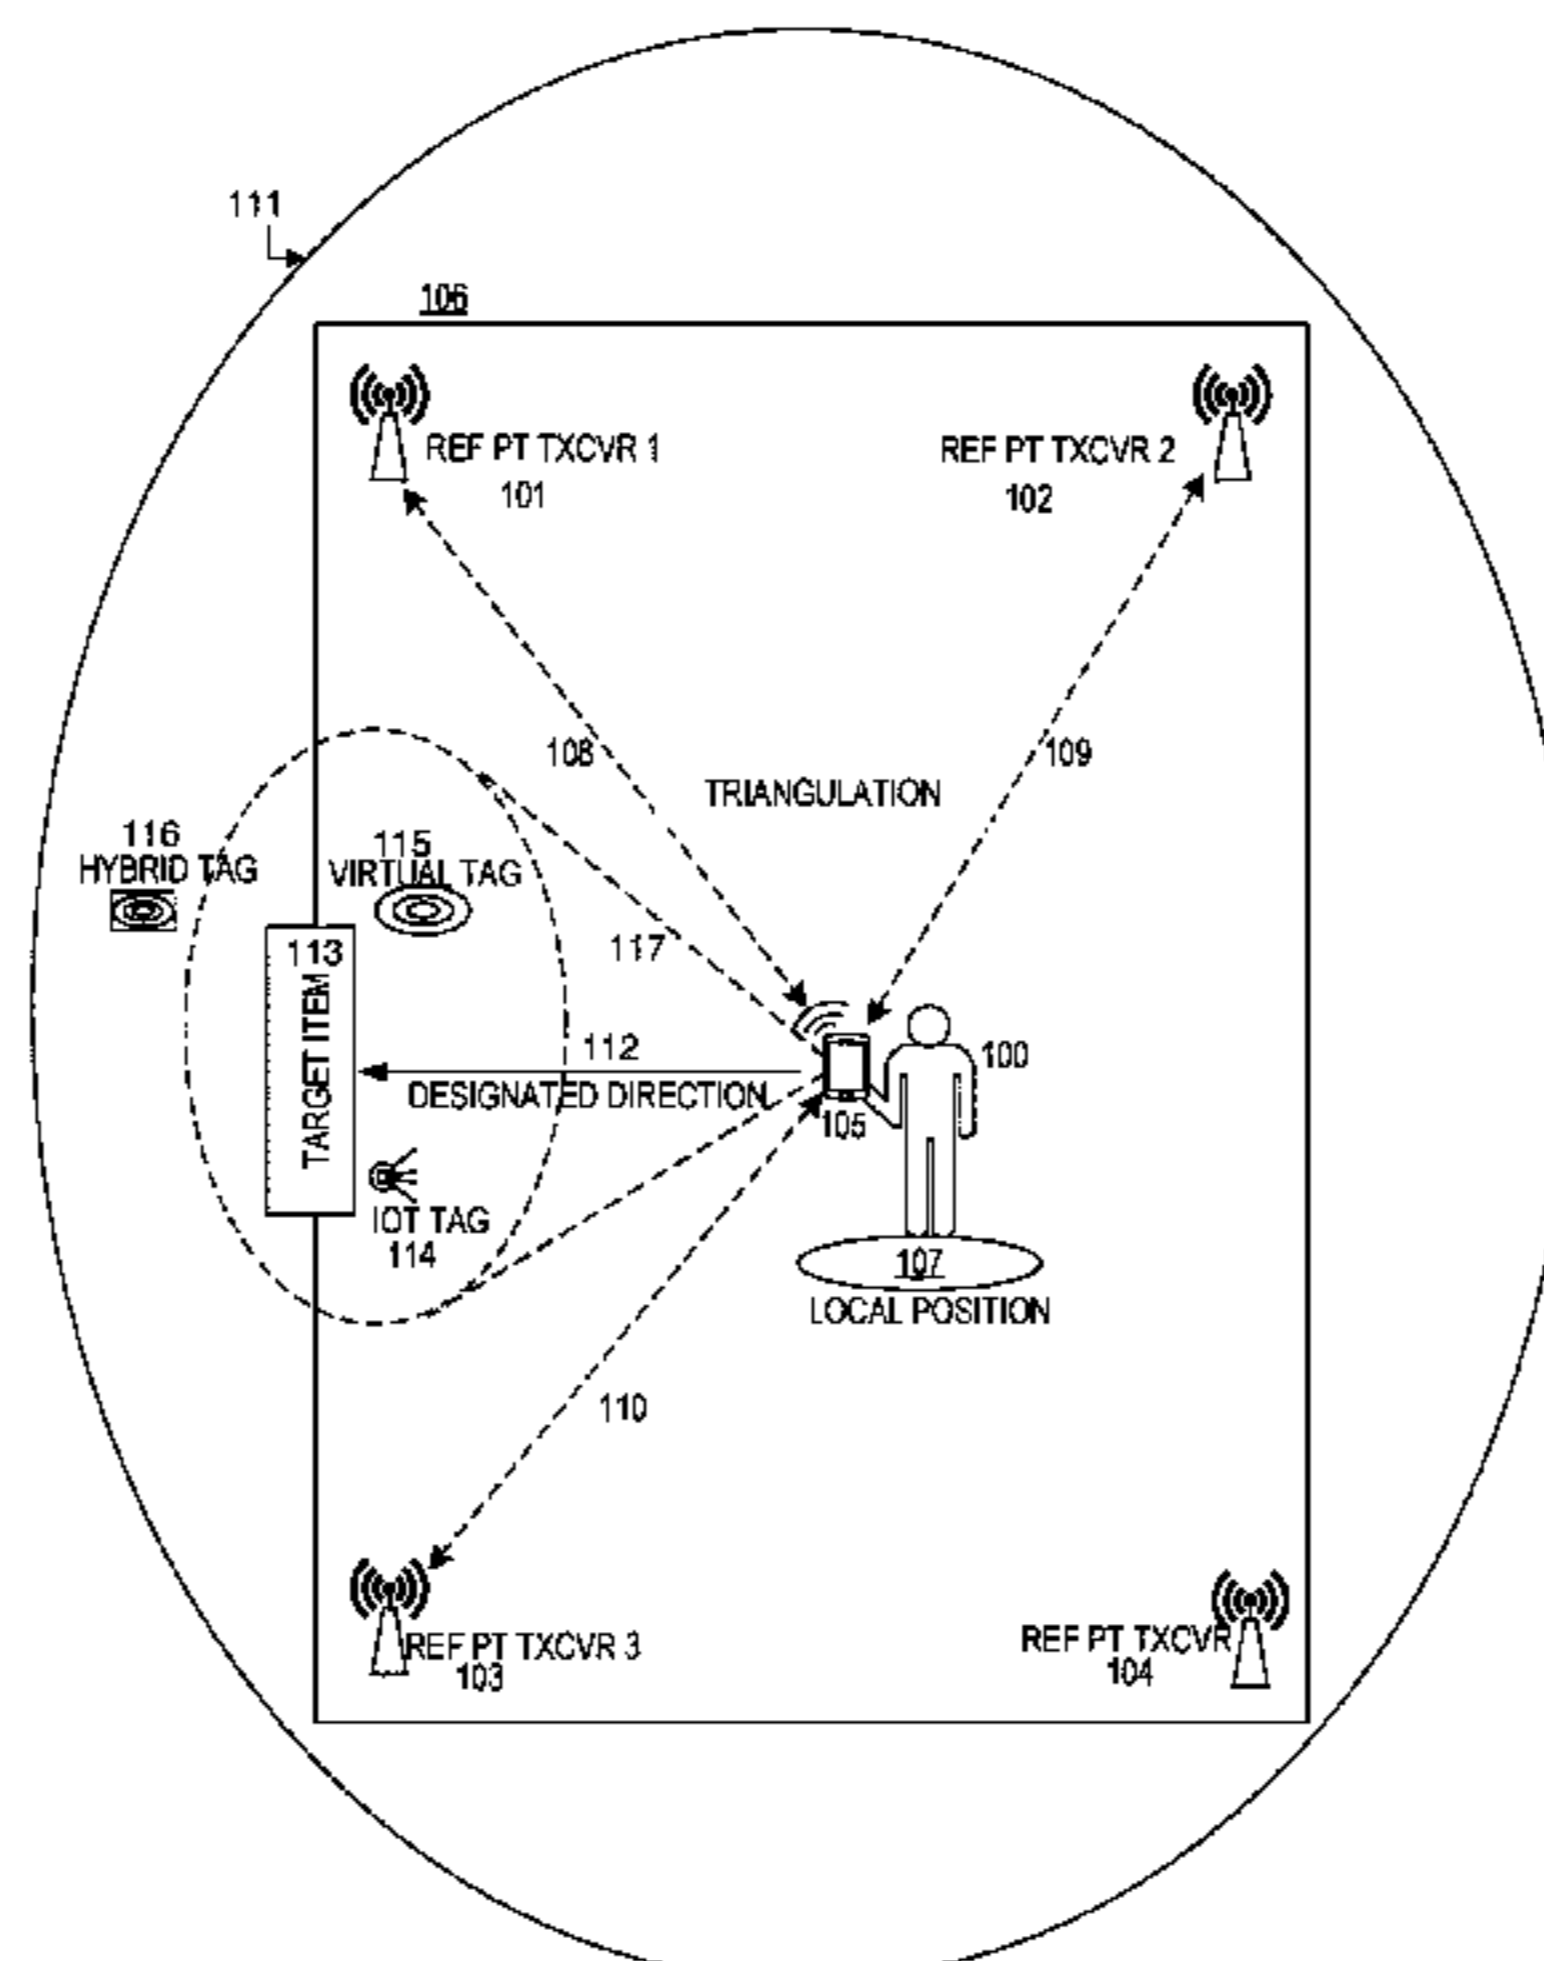 111
106
REF PT TXCVR 1
101
REF PT TXCVR 2
102
108
109
TRIANGULATION
116
HYBRID TAG
115
VIRTUAL TAG
117
113
TARGET ITEM
112
DESIGNATED DIRECTION
100
105
IOT TAG
114
107
LOCAL POSITION
110
REF PT TXCVR 3
103
REF PT TXCVR
104